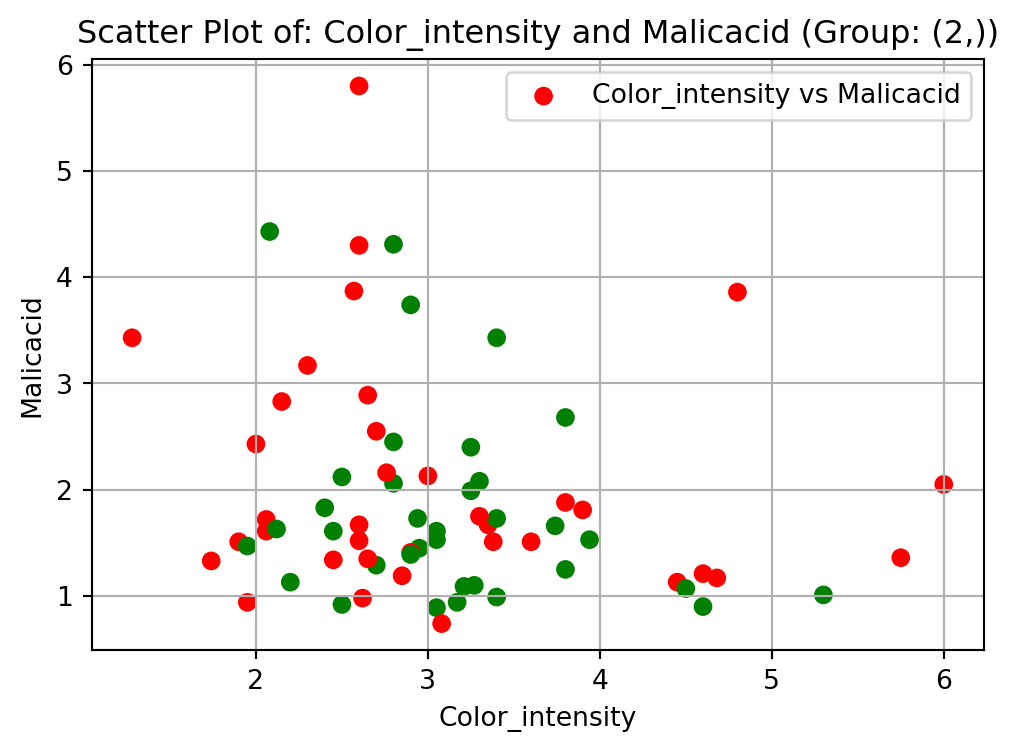 Scatter Plot of: Color_intensity and Malicacid (Group: (2,))
6
Color_intensity vs Malicacid
5
4
3
2
1
Malicacid
2 3 4 5 6
Color_intensity